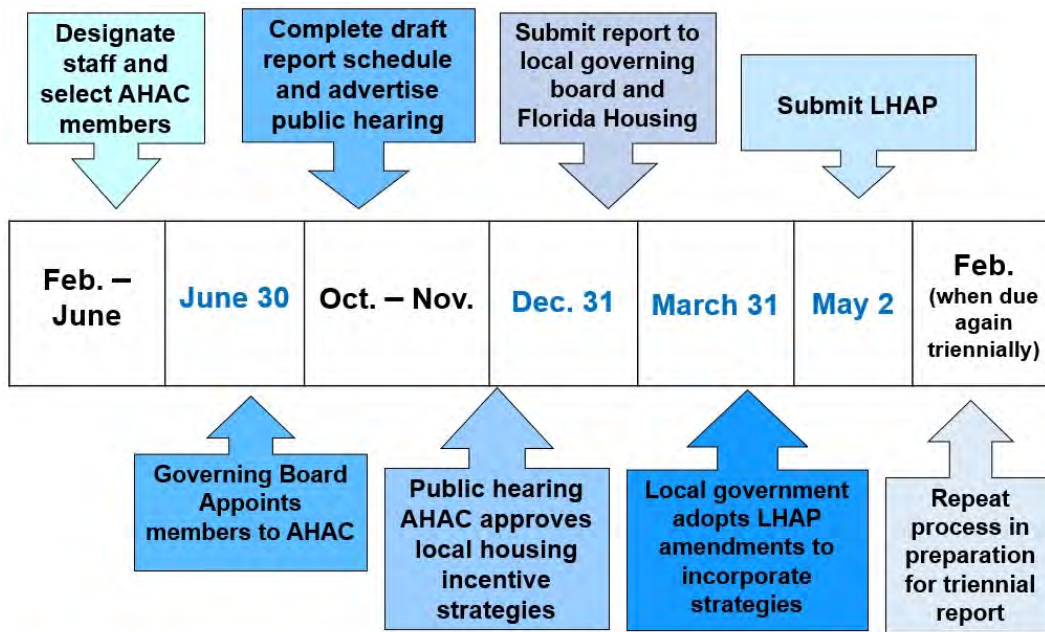 Designate
staff and
select AHAC
members
Complete draft
report schedule
and advertise
public hearing
Submit report to
local governing
board and
Florida Housing
Submit LHAP
Feb. –
June
June 30
Oct. – Nov.
Dec. 31
March 31
May 2
Feb.
(when due
again
triennially)
Governing Board
Appoints
members to AHAC
Public hearing
AHAC approves
local housing
incentive
strategies
Local government
adopts LHAP
amendments to
incorporate
strategies
Repeat
process in
preparation
for triennial
report